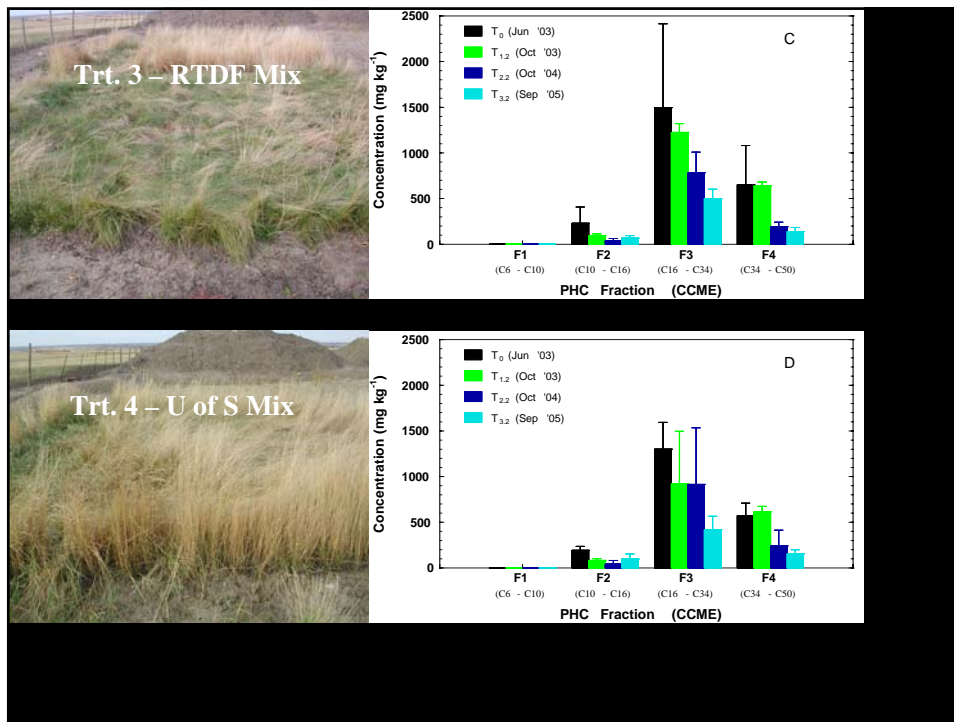 Trt. 3 – RTDF Mix
C
T0 (Jun '03)
T1.2 (Oct '03)
T2.2 (Oct '04)
T3.2 (Sep '05)
Concentration (mg kg-1)
2500
2000
1500
1000
500
0
F1 F2 F3 F4
(C6 - C10) (C10 - C16) (C16 - C34) (C34 - C50)
PHC Fraction (CCME)
Trt. 4 – U of S Mix
D
T0 (Jun '03)
T1.2 (Oct '03)
T2.2 (Oct '04)
T3.2 (Sep '05)
Concentration (mg kg-1)
2500
2000
1500
1000
500
0
F1 F2 F3 F4
(C6 - C10) (C10 - C16) (C16 - C34) (C34 - C50)
PHC Fraction (CCME)